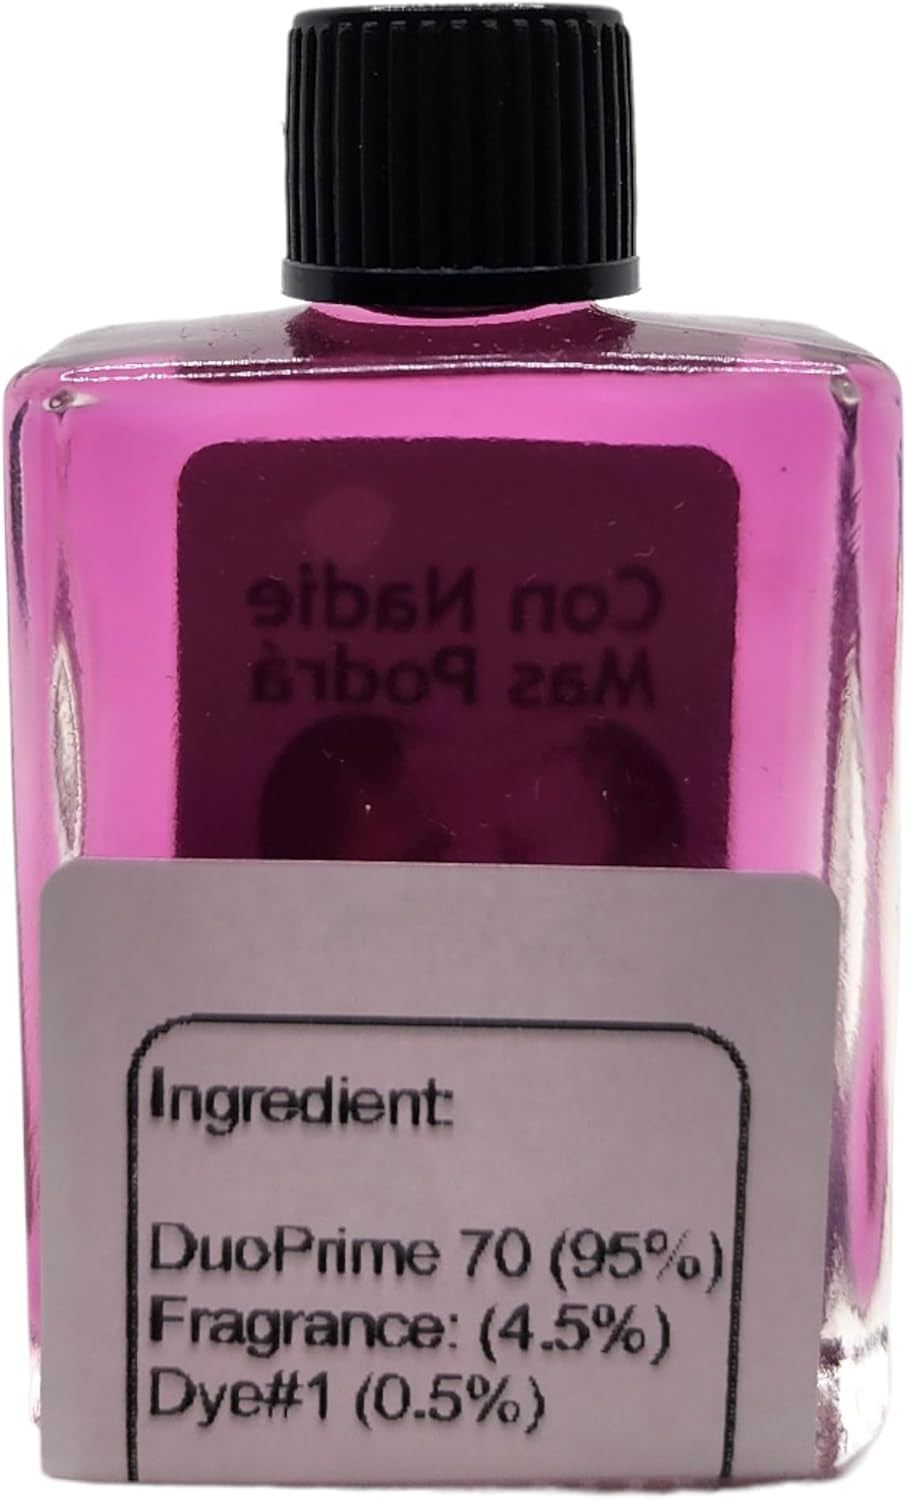 Con Nadie
Mas Podrá
Ingredient:
DuoPrime 70 (95%)
Fragrance: (4.5%)
Dye#1 (0.5%)